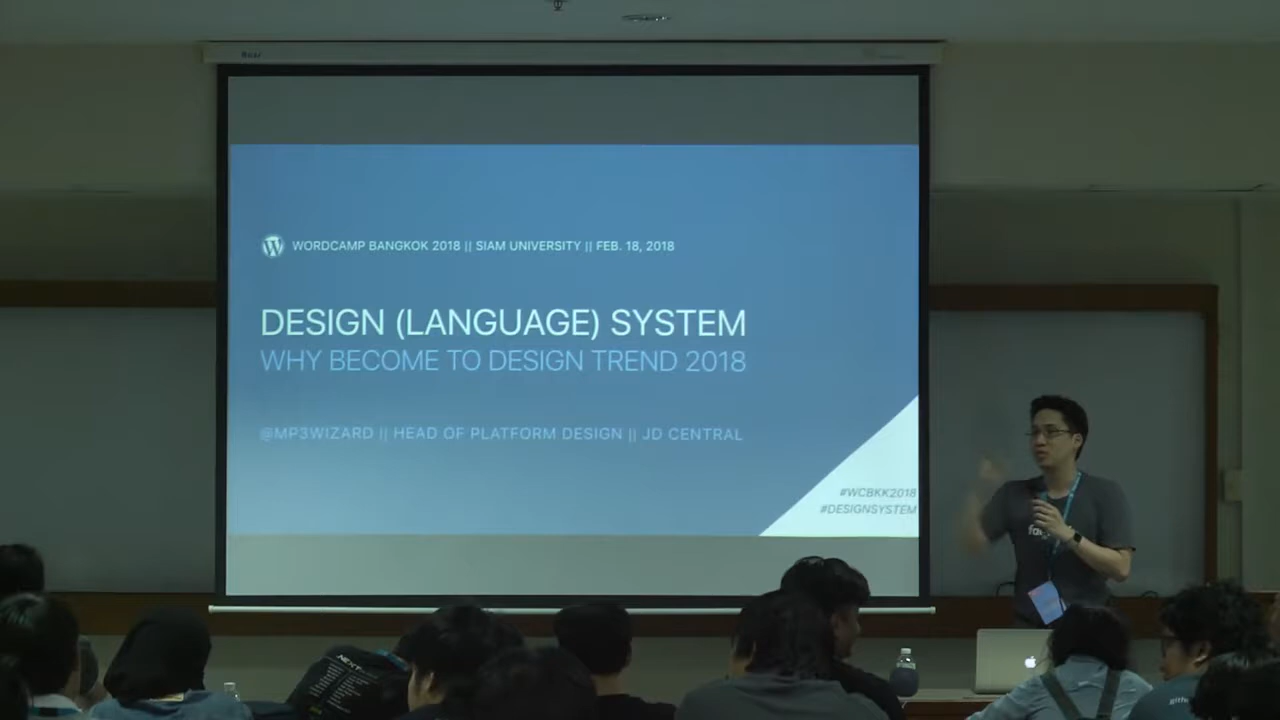 WORDCAMP BANGKOK 2018 || SIAM UNIVERSITY || FEB. 18, 2018
DESIGN (LANGUAGE) SYSTEM
WHY BECOME TO DESIGN TREND 2018
@MP3WIZARD || HEAD OF PLATFORM DESIGN || JD CENTRAL
#WCBKK2018
#DESIGNSYSTEM
NEXT